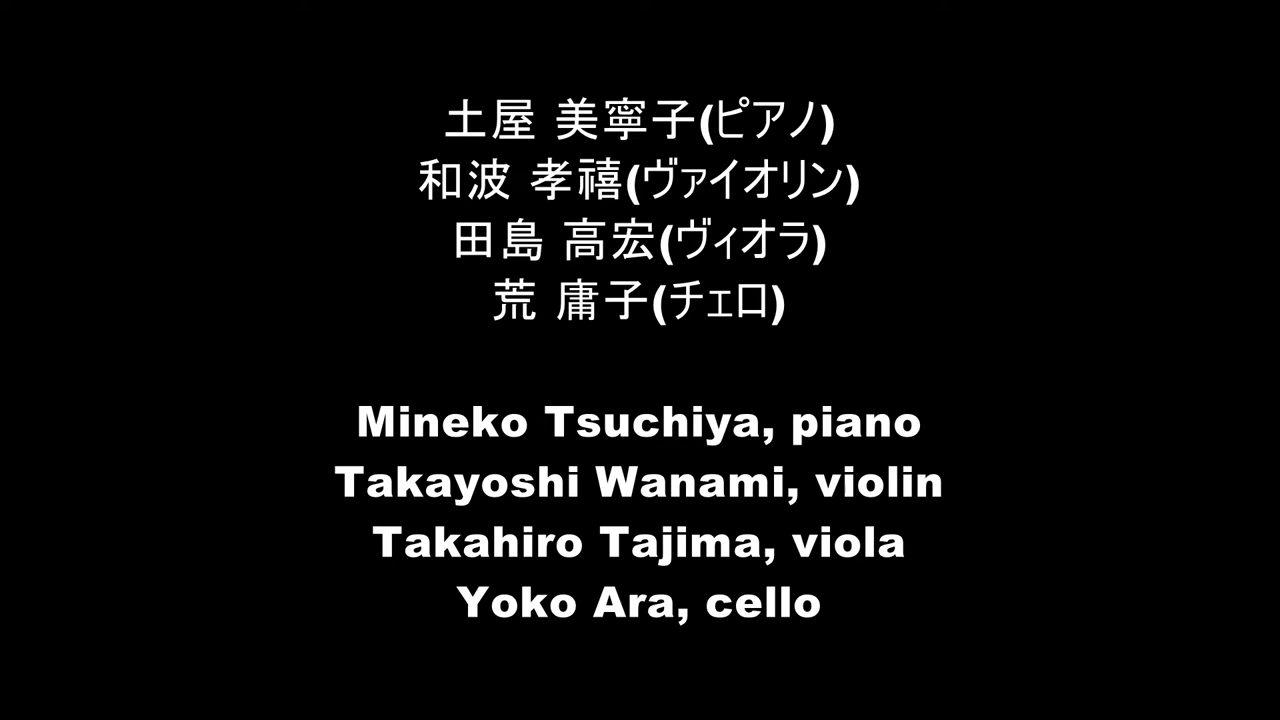 土屋 美寧子(ピアノ)
和波 孝禧(ヴァイオリン)
田島 高宏(ヴィオラ)
荒 庸子(チェロ)
Mineko Tsuchiya, piano
Takayoshi Wanami, violin
Takahiro Tajima, viola
Yoko Ara, cello